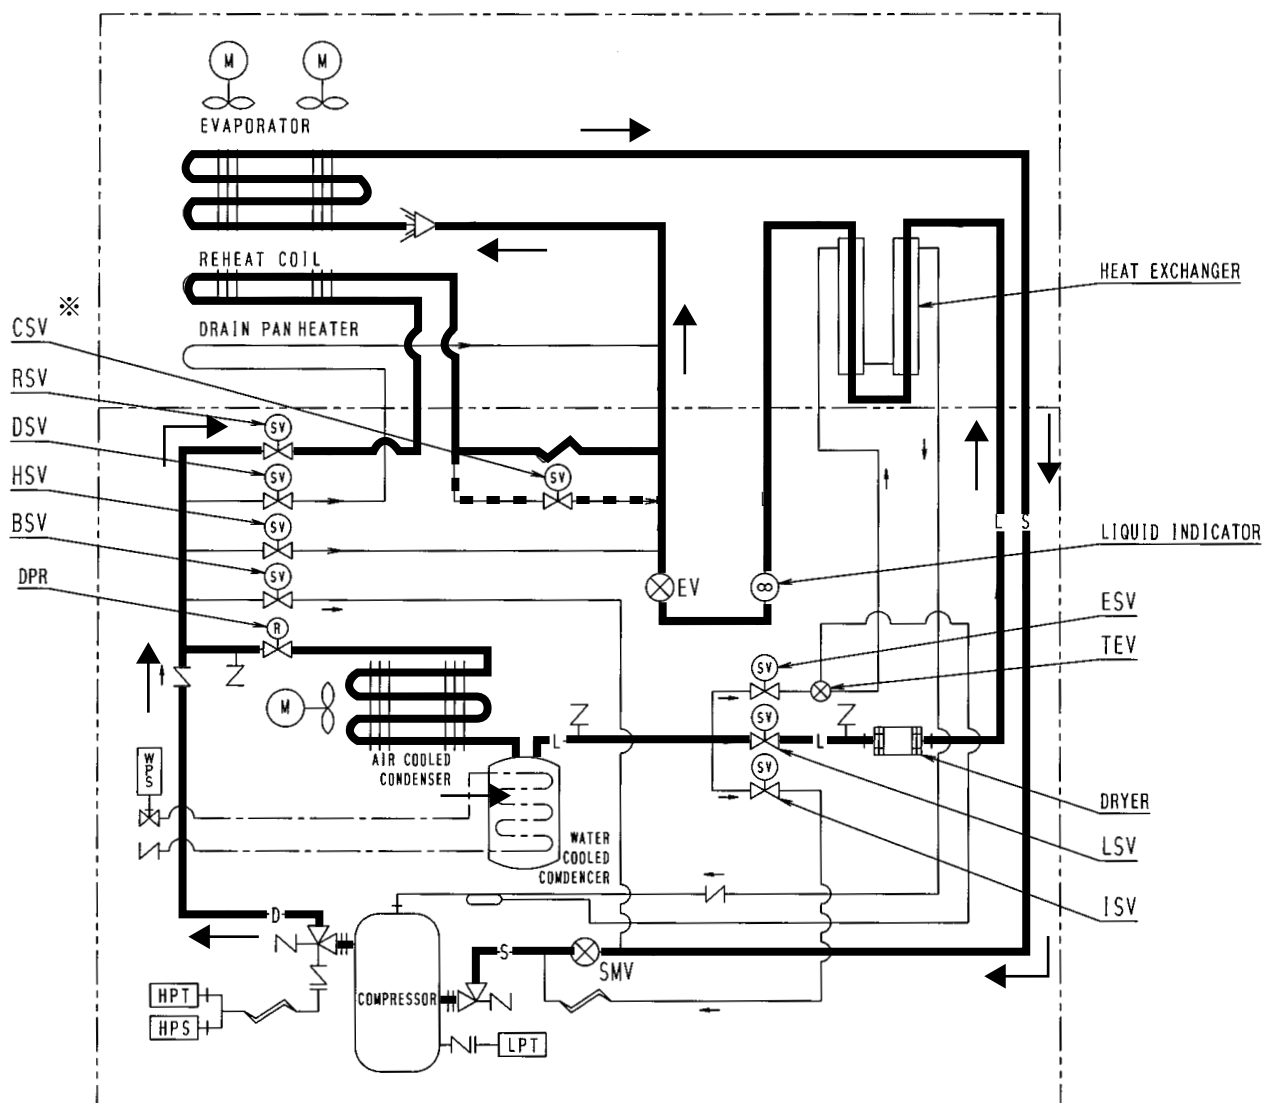 M M
EVAPORATOR
REHEAT COIL
HEAT EXCHANGER
※
CSV
DRAIN PAN HEATER
RSV
SV
DSV
HSV
SV
SV
BSV
SV
L S
LIQUID INDICATOR
DPR
SV
EV
ESV
R
TEV
SV
M
SV
L
L
AIR COOLED
CONDENSER
WPS
SV
DRYER
WATER
COOLED
COMDENCER
LSV
ISV
D
S
SMV
HPT
COMPRESSOR
HPS
LPT